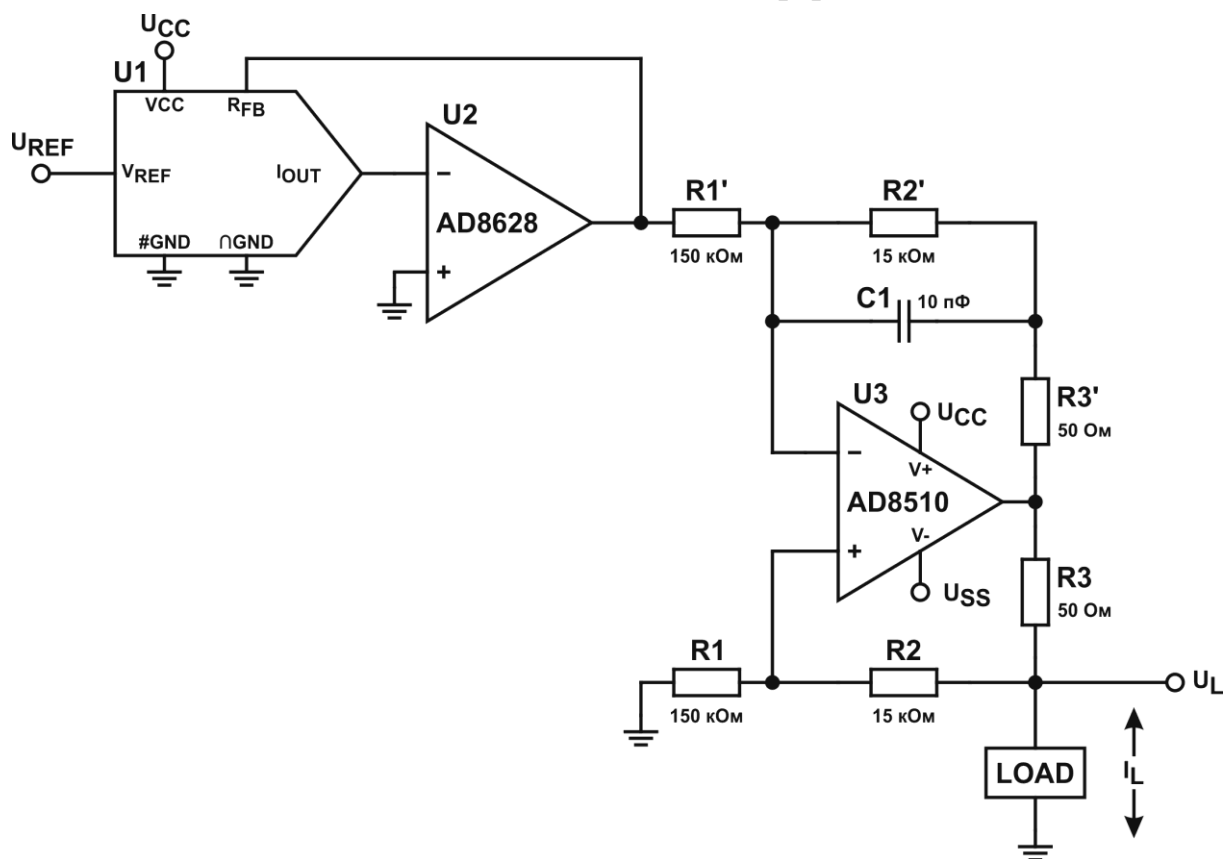 UCC
U1
VCC
RFB
UREF
VREF
IOUT
#GND
∩GND
U2
−
AD8628
+
R1'
150 кОм
R2'
15 кОм
C1 10 пФ
R3'
50 Ом
U3
UCC
V+
−
AD8510
+
V-
USS
R3
50 Ом
R1
150 кОм
R2
15 кОм
UL
LOAD
IL